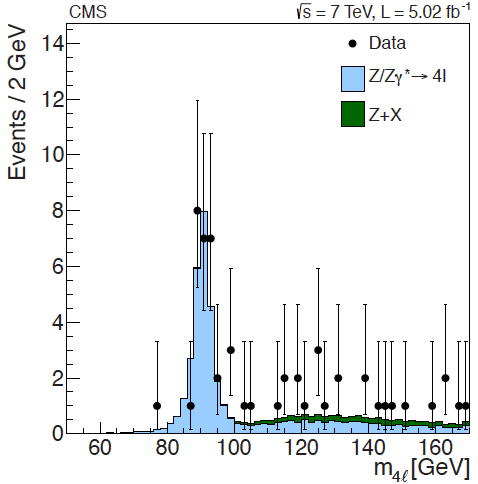 CMS √s = 7 TeV, L = 5.02 fb⁻¹
Events / 2 GeV
14
12
10
8
6
4
2
0
Data
Z/Zγ*→ 4l
Z+X
60 80 100 120 140 160
m₄ℓ [GeV]